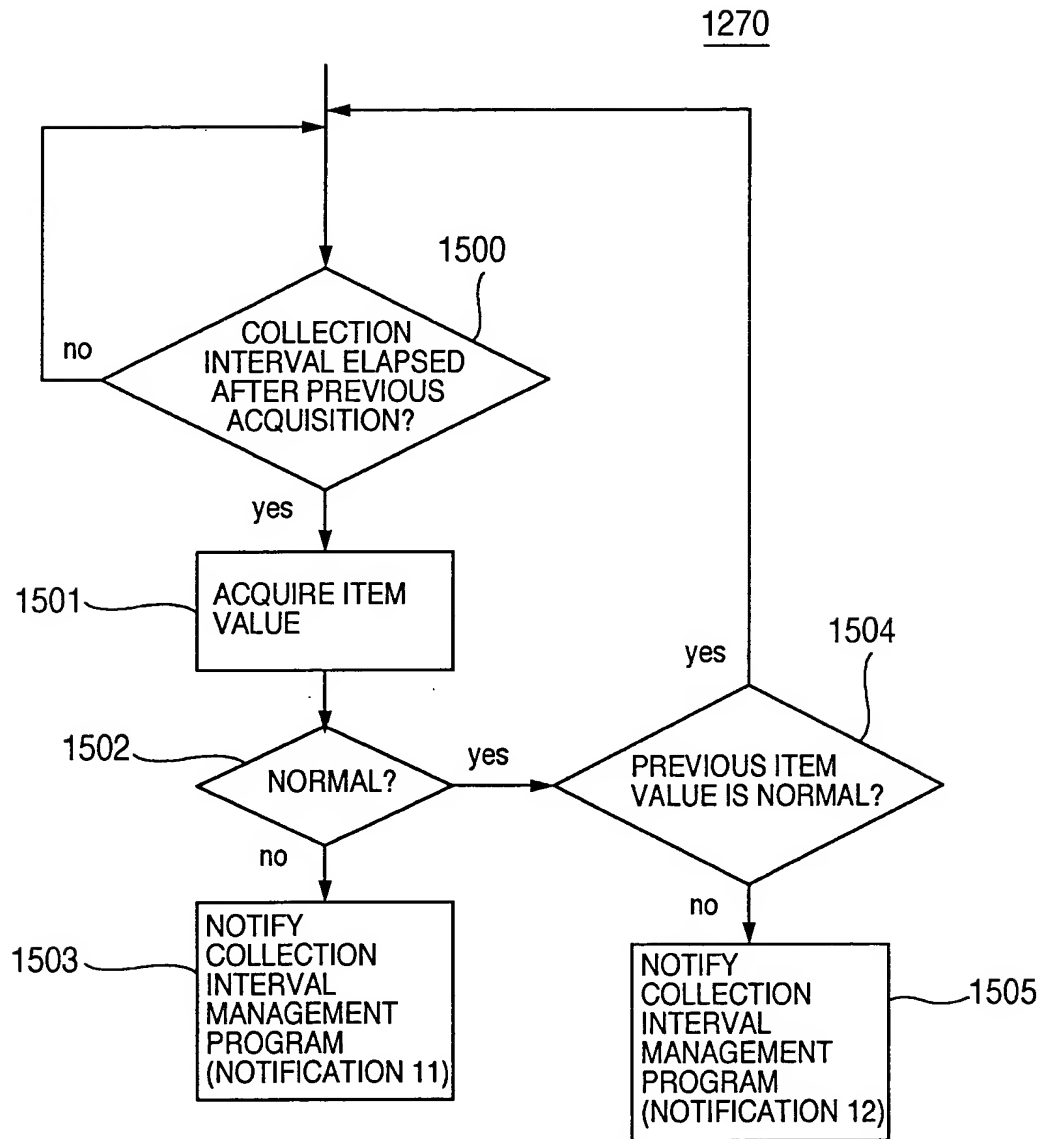 1270
1500
COLLECTION
INTERVAL ELAPSED
AFTER PREVIOUS
ACQUISITION?
no
yes
1501
ACQUIRE ITEM
VALUE
1504
yes
1502
NORMAL?
yes
PREVIOUS ITEM
VALUE IS NORMAL?
no
no
1503
NOTIFY
COLLECTION
INTERVAL
MANAGEMENT
PROGRAM
(NOTIFICATION 11)
NOTIFY
COLLECTION
INTERVAL
MANAGEMENT
PROGRAM
(NOTIFICATION 12)
1505